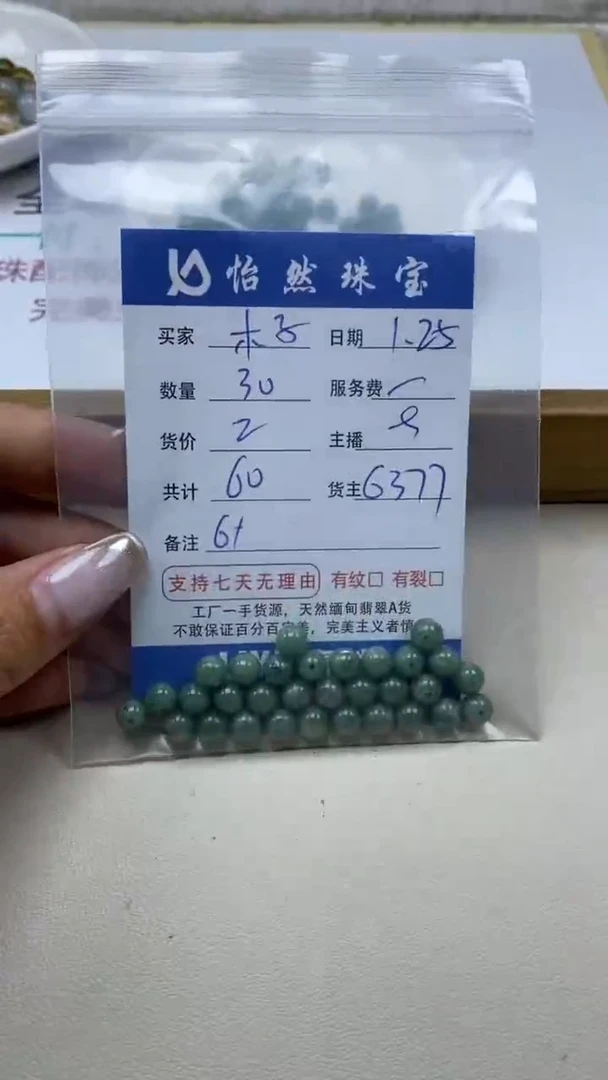 怡然珠宝
买家 木子 日期 1.25
数量 30 服务费
货价 2 主播
共计 60 货主 6377
备注 6+
支持七天无理由 有纹□ 有裂□
工厂一手货源，天然缅甸翡翠A货
不敢保证百分百完美，完美主义者慎